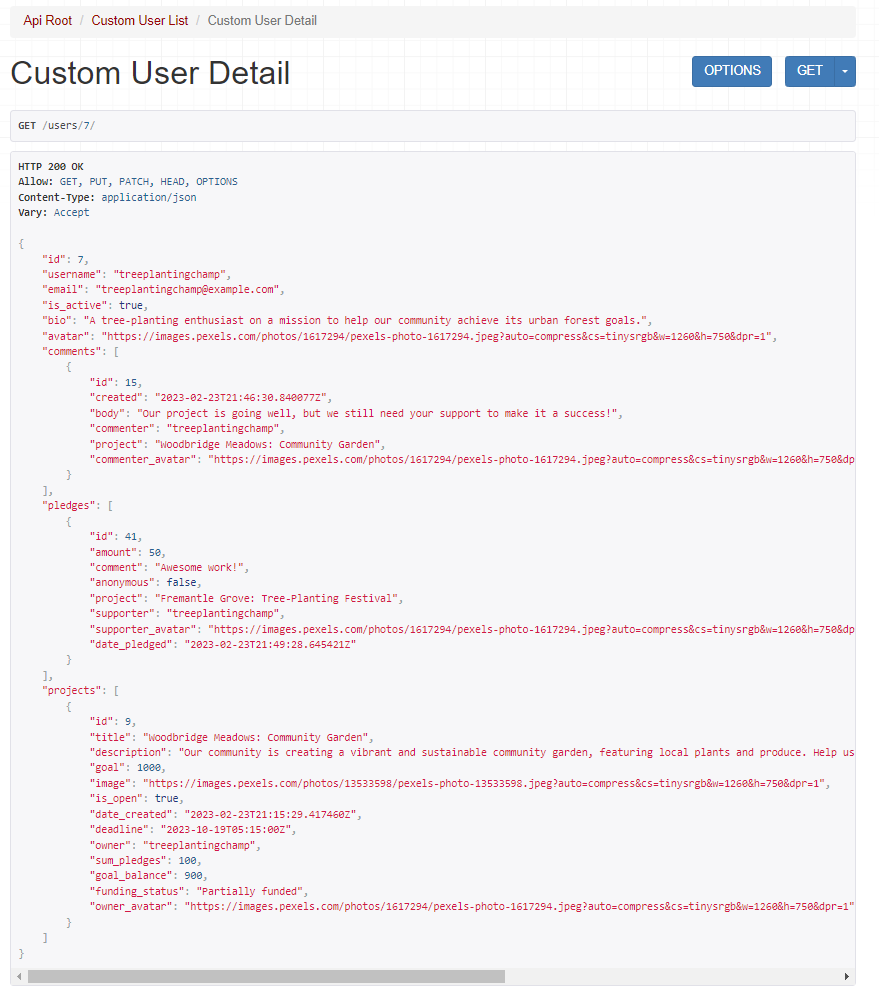 Api Root / Custom User List / Custom User Detail
Custom User Detail
OPTIONS
GET
GET /users/7/
HTTP 200 OK
Allow: GET, PUT, PATCH, HEAD, OPTIONS
Content-Type: application/json
Vary: Accept
{
    "id": 7,
    "username": "treeplantingchamp",
    "email": "treeplantingchamp@example.com",
    "is_active": true,
    "bio": "A tree-planting enthusiast on a mission to help our community achieve its urban forest goals.",
    "avatar": "https://images.pexels.com/photos/1617294/pexels-photo-1617294.jpeg?auto=compress&cs=tinysrgb&w=1260&h=750&dpr=1",
    "comments": [
        {
            "id": 15,
            "created": "2023-02-23T21:46:30.840077Z",
            "body": "Our project is going well, but we still need your support to make it a success!",
            "commenter": "treeplantingchamp",
            "project": "Woodbridge Meadows: Community Garden",
            "commenter_avatar": "https://images.pexels.com/photos/1617294/pexels-photo-1617294.jpeg?auto=compress&cs=tinysrgb&w=1260&h=750&dp
        }
    ],
    "pledges": [
        {
            "id": 41,
            "amount": 50,
            "comment": "Awesome work!",
            "anonymous": false,
            "project": "Fremantle Grove: Tree-Planting Festival",
            "supporter": "treeplantingchamp",
            "supporter_avatar": "https://images.pexels.com/photos/1617294/pexels-photo-1617294.jpeg?auto=compress&cs=tinysrgb&w=1260&h=750&dp
            "date_pledged": "2023-02-23T21:49:28.645421Z"
        }
    ],
    "projects": [
        {
            "id": 9,
            "title": "Woodbridge Meadows: Community Garden",
            "description": "Our community is creating a vibrant and sustainable community garden, featuring local plants and produce. Help us
            "goal": 1000,
            "image": "https://images.pexels.com/photos/13533598/pexels-photo-13533598.jpeg?auto=compress&cs=tinysrgb&w=1260&h=750&dpr=1",
            "is_open": true,
            "date_created": "2023-02-23T21:15:29.417460Z",
            "deadline": "2023-10-19T05:15:00Z",
            "owner": "treeplantingchamp",
            "sum_pledges": 100,
            "goal_balance": 900,
            "funding_status": "Partially funded",
            "owner_avatar": "https://images.pexels.com/photos/1617294/pexels-photo-1617294.jpeg?auto=compress&cs=tinysrgb&w=1260&h=750&dpr=1"
        }
    ]
}